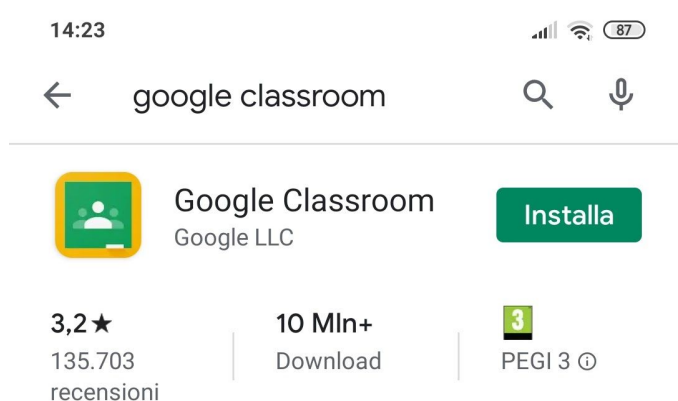 14:23 87
google classroom
Google Classroom
Google LLC
Installa
3,2★
135.703
recensioni
10 Mln+
Download
3
PEGI 3